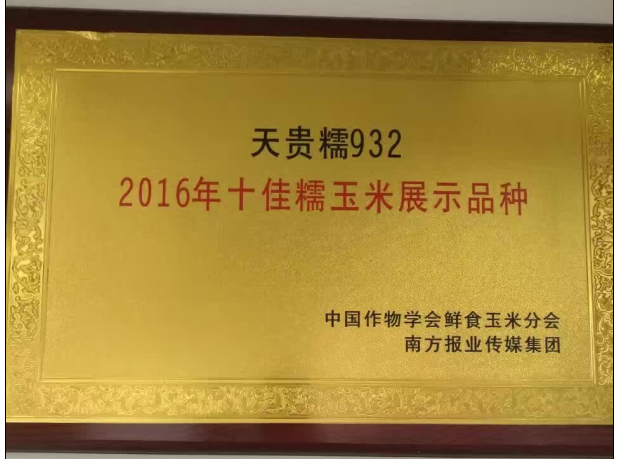 天贵糯932
2016年十佳糯玉米展示品种
中国作物学会鲜食玉米分会
南方报业传媒集团